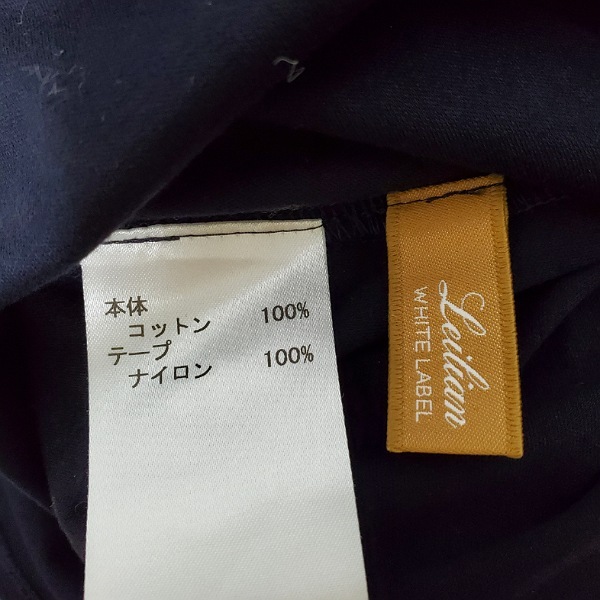 本体
コットン 100%
テープ
ナイロン 100%
Leilian
WHITE LABEL